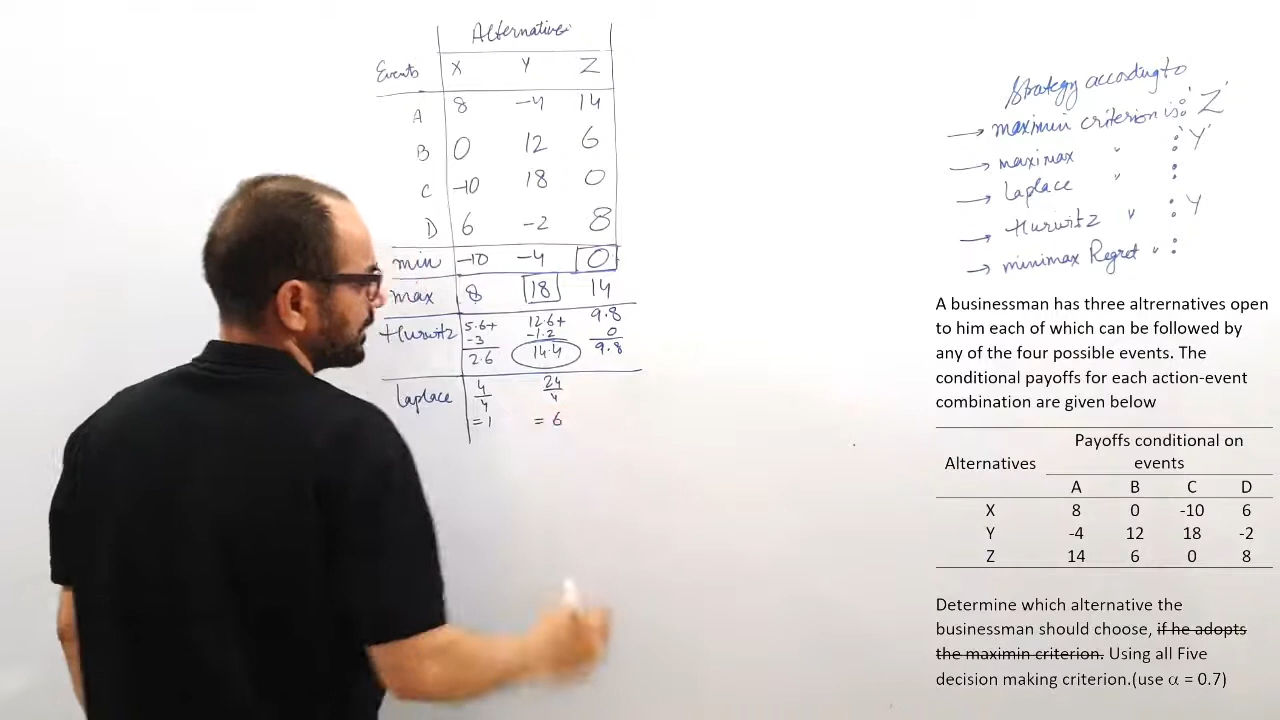 Alternative
Events X Y Z
A 8 -4 14
B 0 12 6
C -10 18 0
D 6 -2 8
min -10 -4 0
max 8 18 14
Hurwitz 5.6+ 12.6+ 9.8
-3 -1.2 0
2.6 14.4 9.8
Laplace 4/4 24/4
=1 = 6
Strategy according to
→ maximin criterion is : Z
→ maximax " : Y
→ Laplace " :
→ Hurwitz " : Y
→ minimax Regret " :
A businessman has three altrernatives open
to him each of which can be followed by
any of the four possible events. The
conditional payoffs for each action-event
combination are given below
Payoffs conditional on
Alternatives events
A B C D
X 8 0 -10 6
Y -4 12 18 -2
Z 14 6 0 8
Determine which alternative the
businessman should choose, if he adopts
the maximin criterion. Using all Five
decision making criterion.(use α = 0.7)